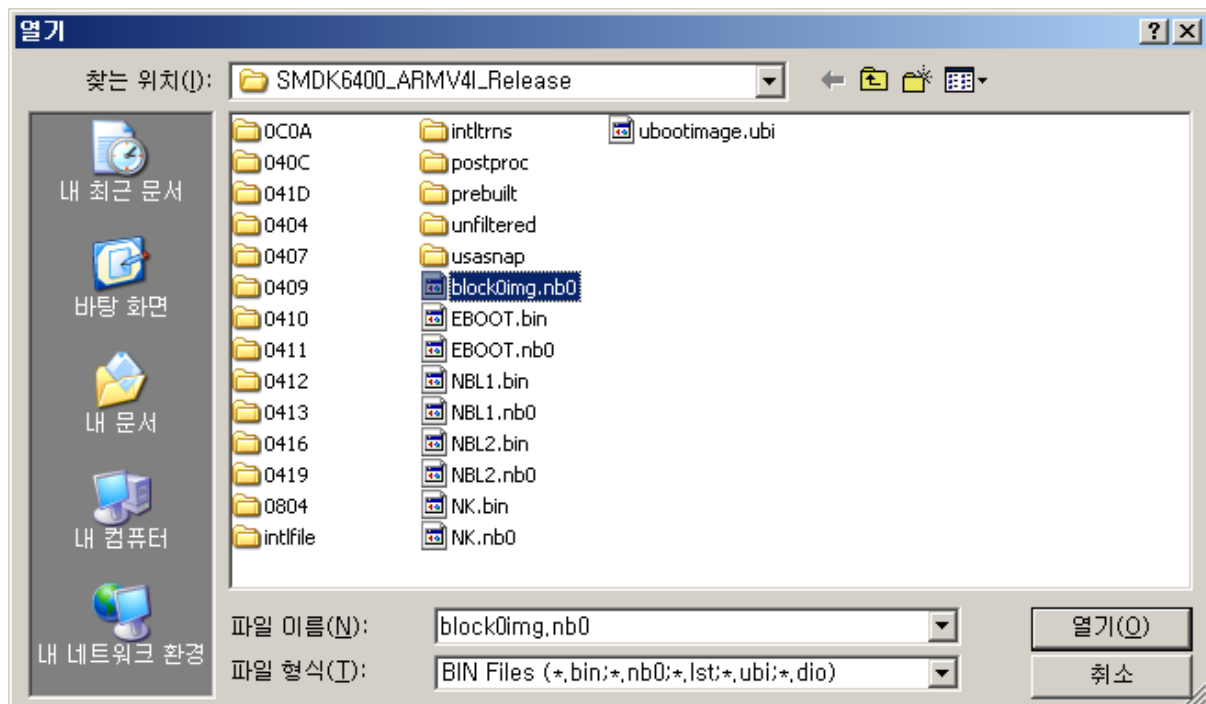 열기
찾는 위치(I):
SMDK6400_ARMV4I_Release
내 최근 문서
바탕 화면
내 문서
내 컴퓨터
내 네트워크 환경
0C0A
040C
041D
0404
0407
0409
0410
0411
0412
0413
0416
0419
0804
intlfile
intltrns
postproc
prebuilt
unfiltered
usasnap
block0img.nb0
EBOOT.bin
EBOOT.nb0
NBL1.bin
NBL1.nb0
NBL2.bin
NBL2.nb0
NK.bin
NK.nb0
ubootimage.ubi
파일 이름(N):
block0img.nb0
열기(O)
파일 형식(T):
BIN Files (*.bin;*.nb0;*.lst;*.ubi;*.dio)
취소